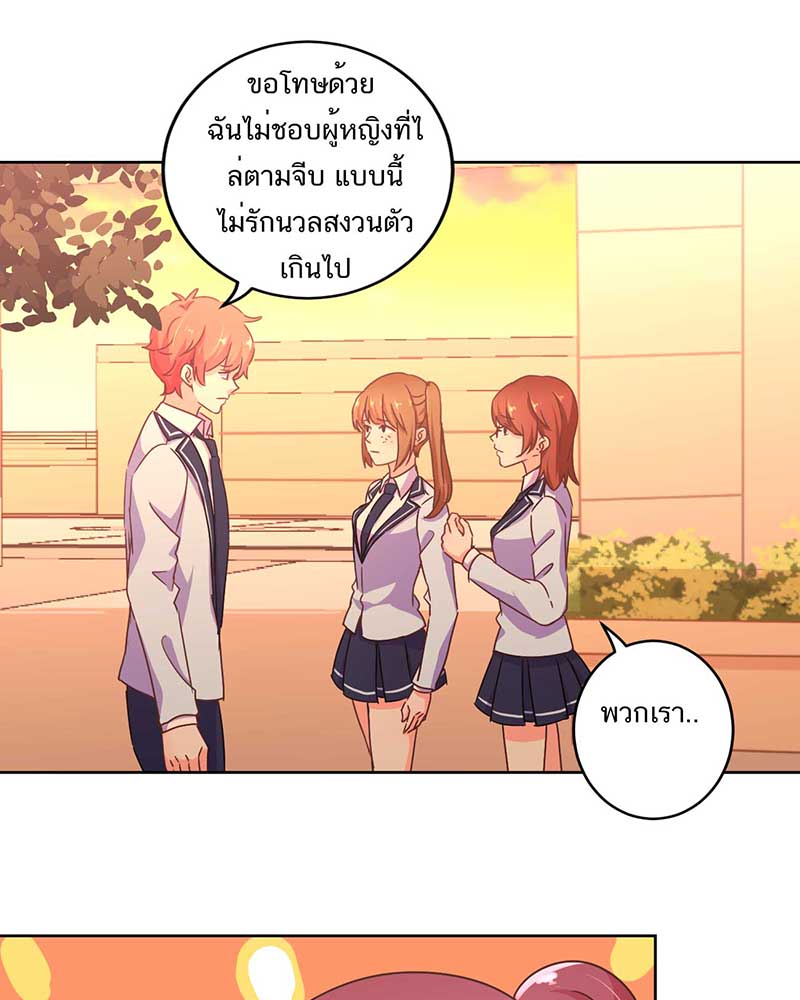 ขอโทษด้วย
ฉันไม่ชอบผู้หญิงที่ไ
ล่ตามจีบ แบบนี้
ไม่รักนวลสงวนตัว
เกินไป
พวกเรา..